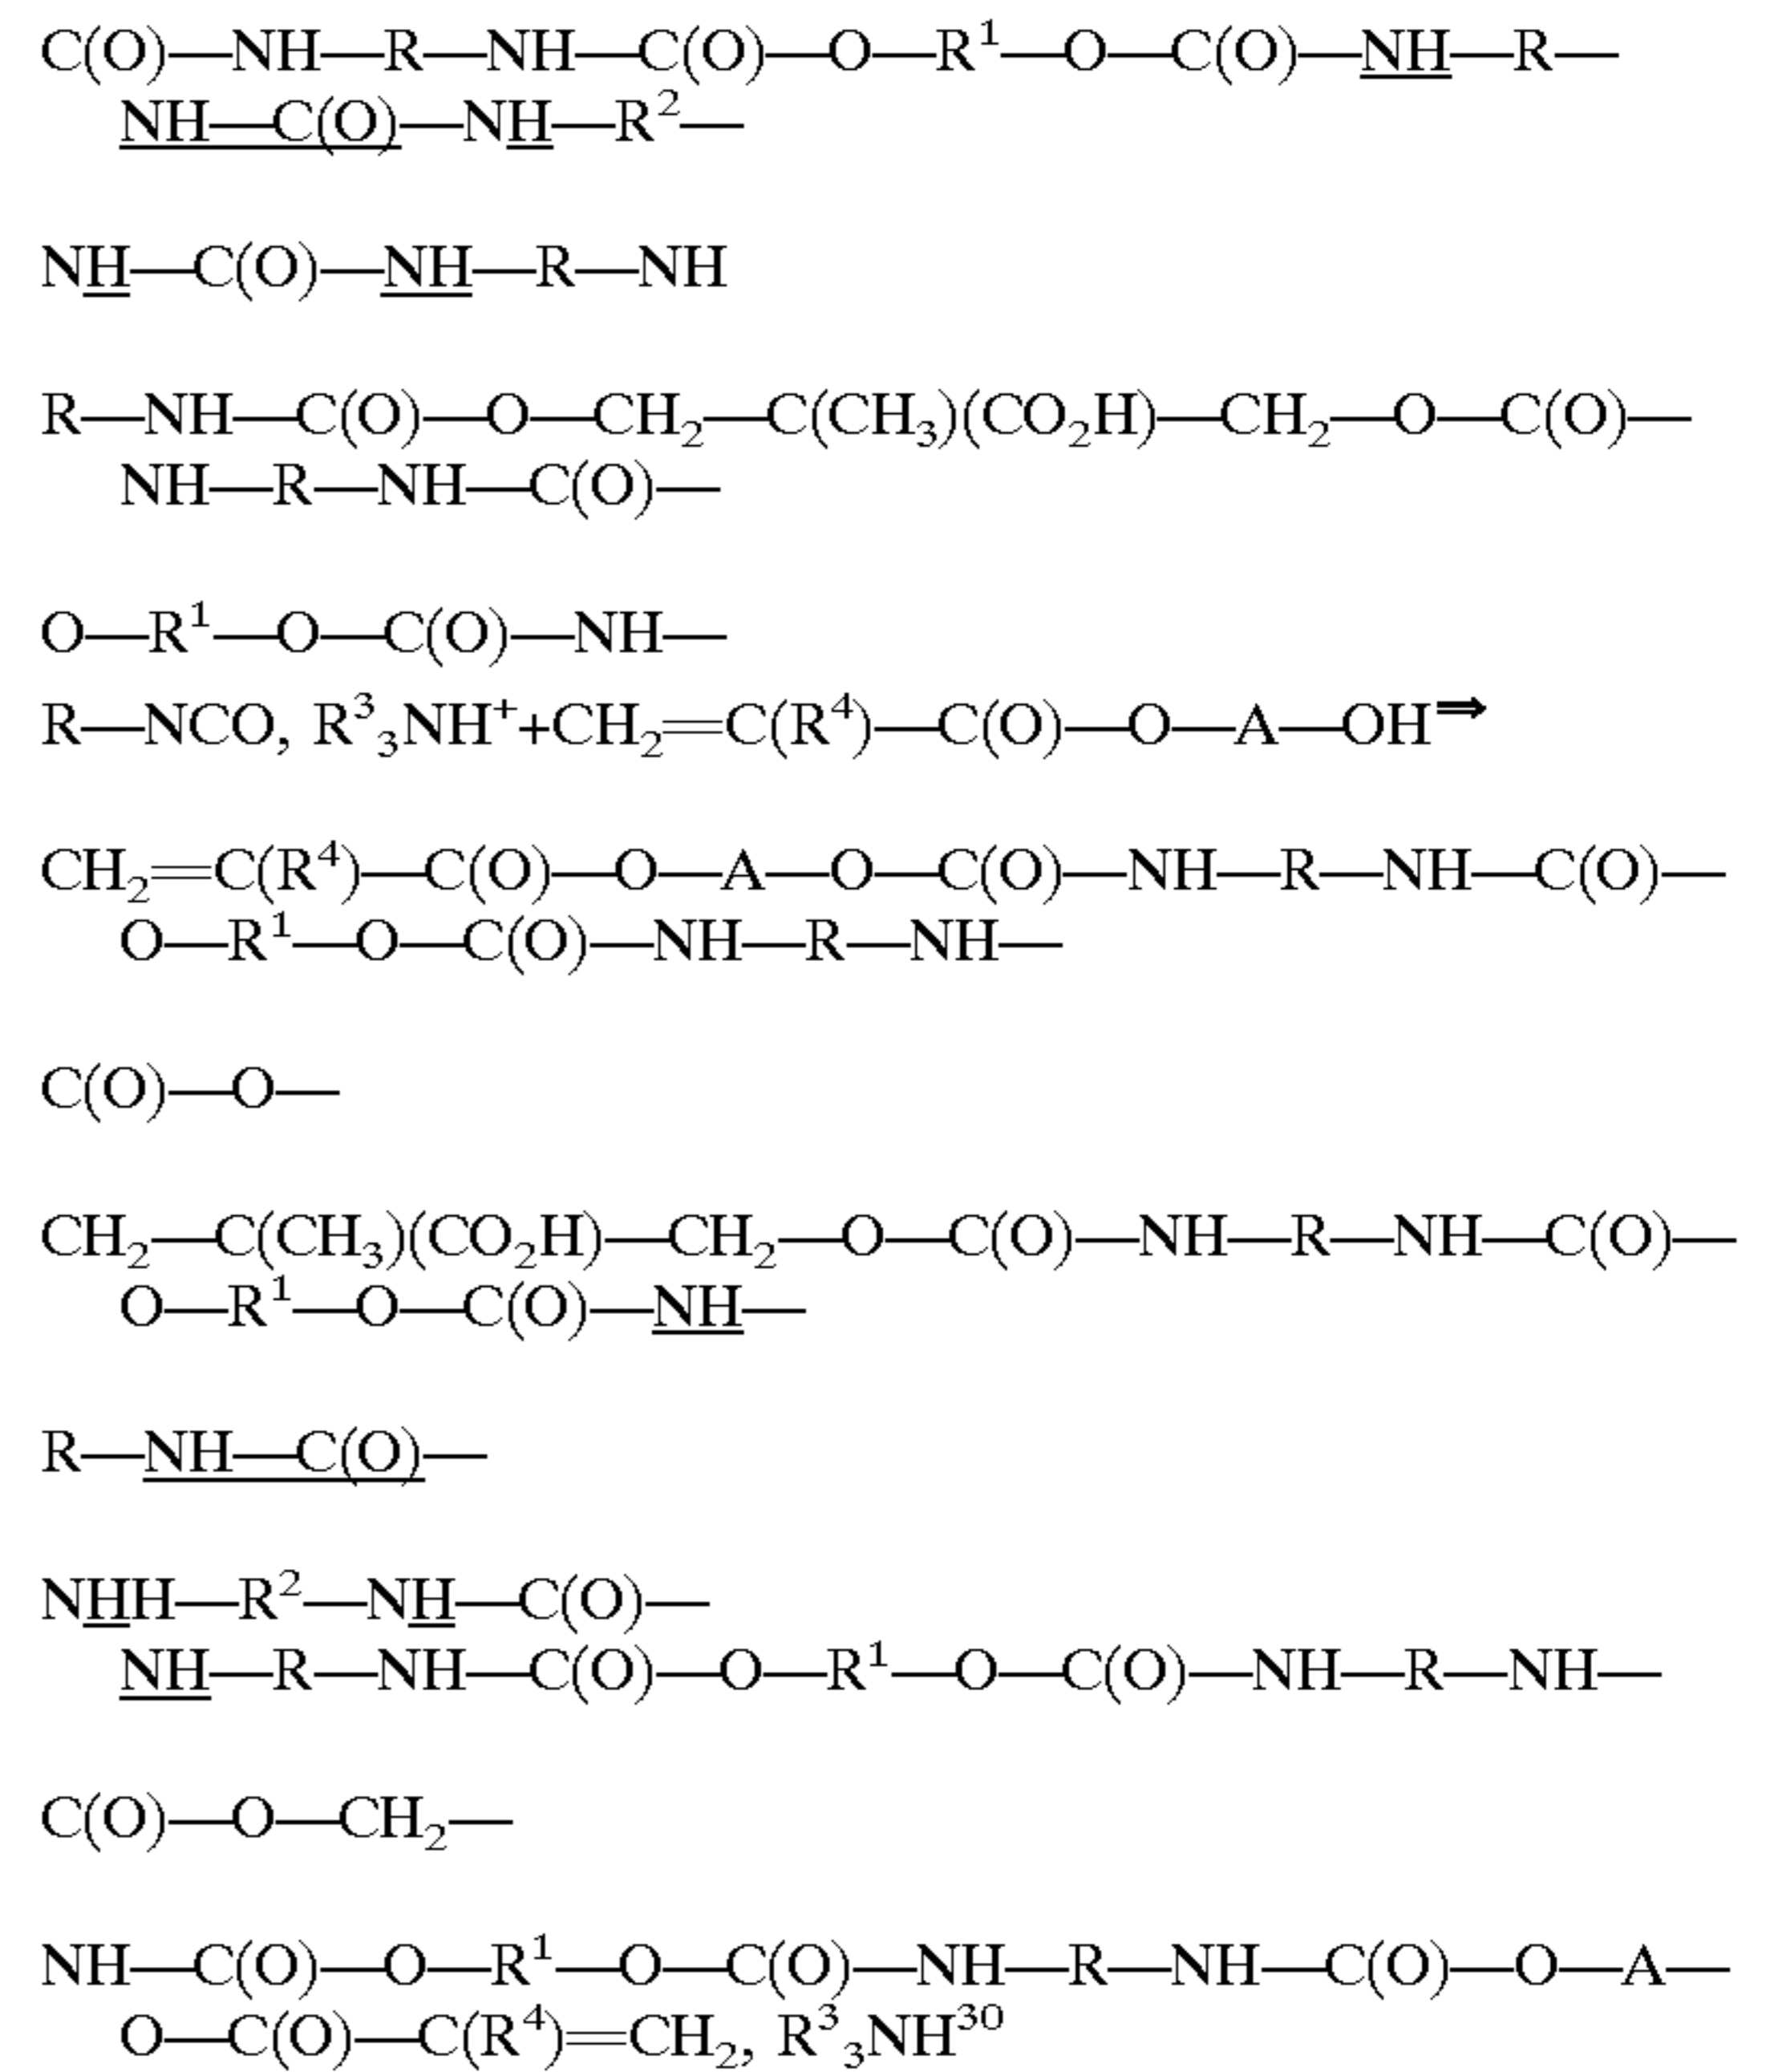 C(O)—NH—R—NH—C(O)—O—R¹—O—C(O)—NH—R—
NH—C(O)—NH—R²—
NH—C(O)—NH—R—NH
R—NH—C(O)—O—CH₂—C(CH₃)(CO₂H)—CH₂—O—C(O)—
NH—R—NH—C(O)—
O—R¹—O—C(O)—NH—
R—NCO, R³₃NH⁺+CH₂═C(R⁴)—C(O)—O—A—OH⇒
CH₂═C(R⁴)—C(O)—O—A—O—C(O)—NH—R—NH—C(O)—
O—R¹—O—C(O)—NH—R—NH—
C(O)—O—
CH₂—C(CH₃)(CO₂H)—CH₂—O—C(O)—NH—R—NH—C(O)—
O—R¹—O—C(O)—NH—
R—NH—C(O)—
NHH—R²—NH—C(O)—
NH—R—NH—C(O)—O—R¹—O—C(O)—NH—R—NH—
C(O)—O—CH₂—
NH—C(O)—O—R¹—O—C(O)—NH—R—NH—C(O)—O—A—
O—C(O)—C(R⁴)═CH₂, R³₃NH³⁰